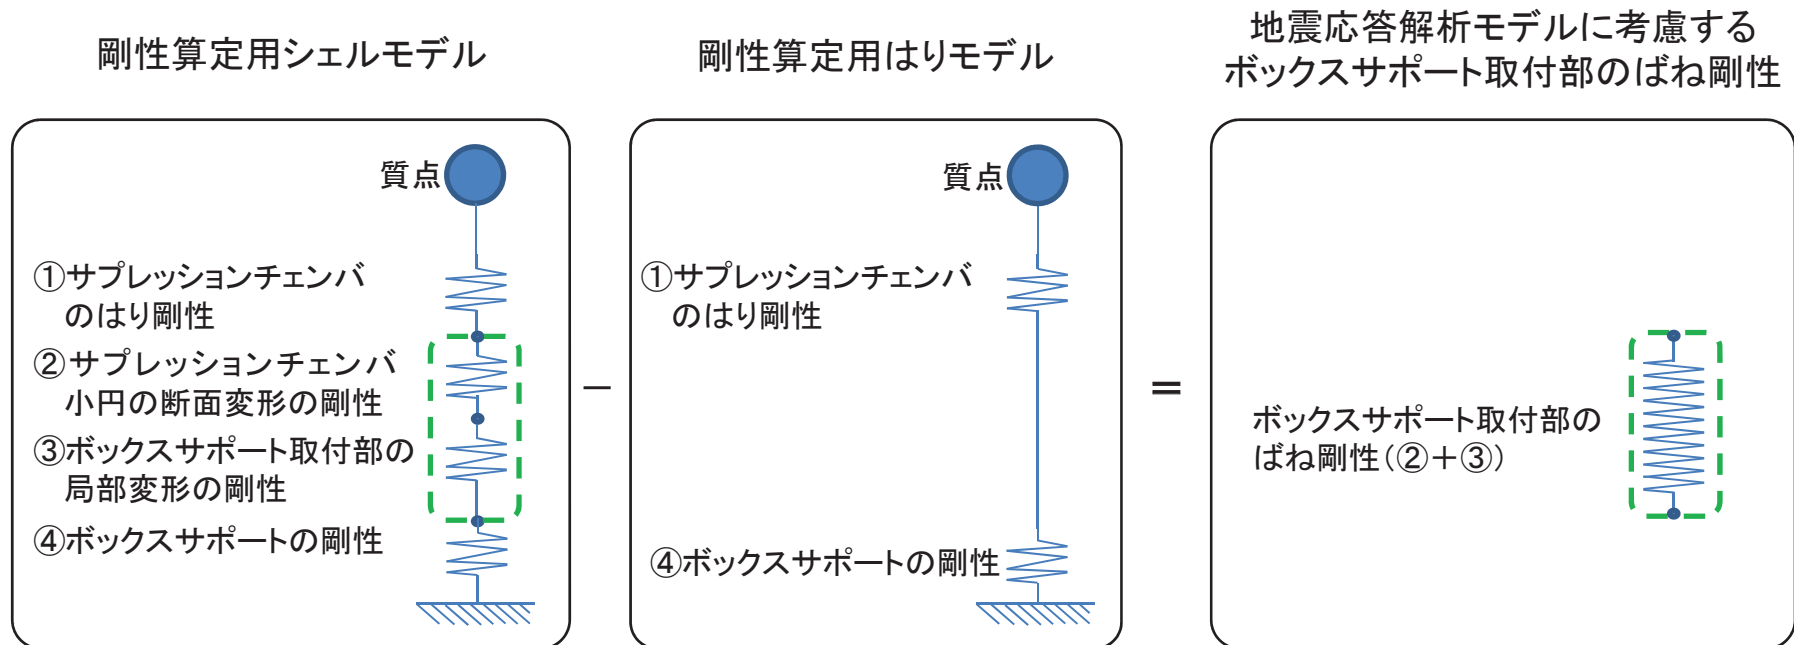 剛性算定用シェルモデル
質点
①サプレッションチェンバ
のはり剛性
②サプレッションチェンバ
小円の断面変形の剛性
③ボックスサポート取付部の
局部変形の剛性
④ボックスサポートの剛性
－
剛性算定用はりモデル
質点
①サプレッションチェンバ
のはり剛性
④ボックスサポートの剛性
＝
地震応答解析モデルに考慮する
ボックスサポート取付部のばね剛性
ボックスサポート取付部の
ばね剛性(②＋③)